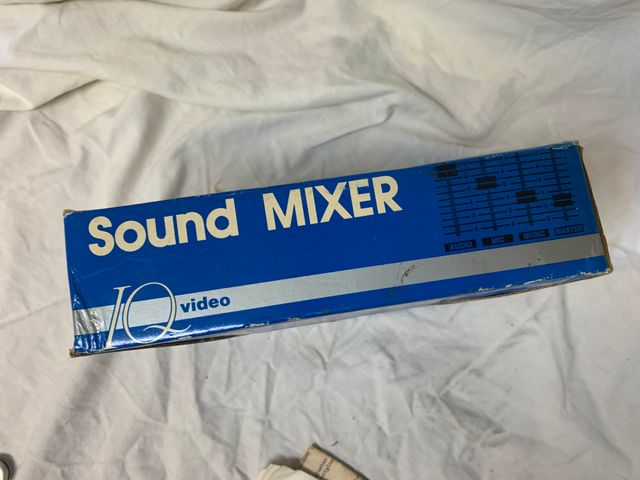 Sound MIXER
AUDIO MIC MUSIC MASTER
IQ video